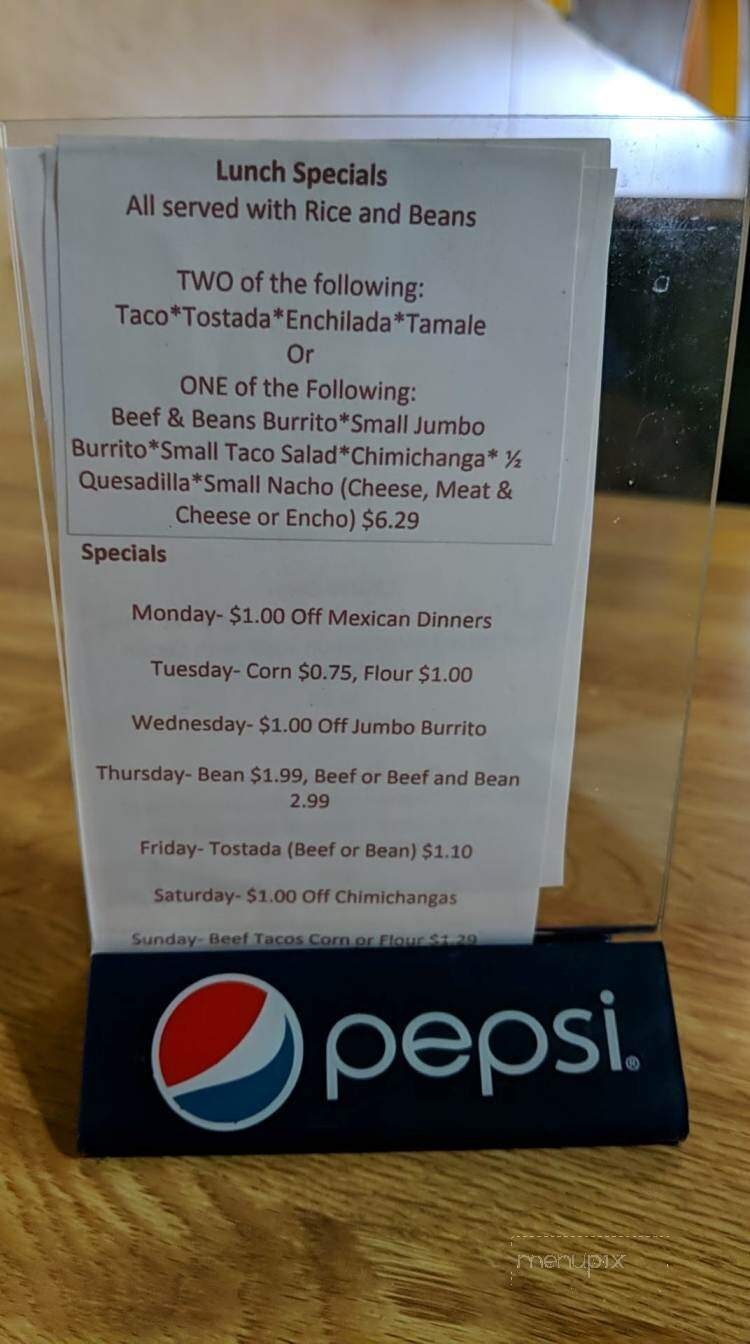 Lunch Specials
All served with Rice and Beans
TWO of the following:
Taco*Tostada*Enchilada*Tamale
Or
ONE of the Following:
Beef & Beans Burrito*Small Jumbo
Burrito*Small Taco Salad*Chimichanga* ½
Quesadilla*Small Nacho (Cheese, Meat &
Cheese or Encho) $6.29
Specials
Monday- $1.00 Off Mexican Dinners
Tuesday- Corn $0.75, Flour $1.00
Wednesday- $1.00 Off Jumbo Burrito
Thursday- Bean $1.99, Beef or Beef and Bean
2.99
Friday- Tostada (Beef or Bean) $1.10
Saturday- $1.00 Off Chimichangas
Sunday- Beef Tacos Corn or Flour $1.29
pepsi®
menupix